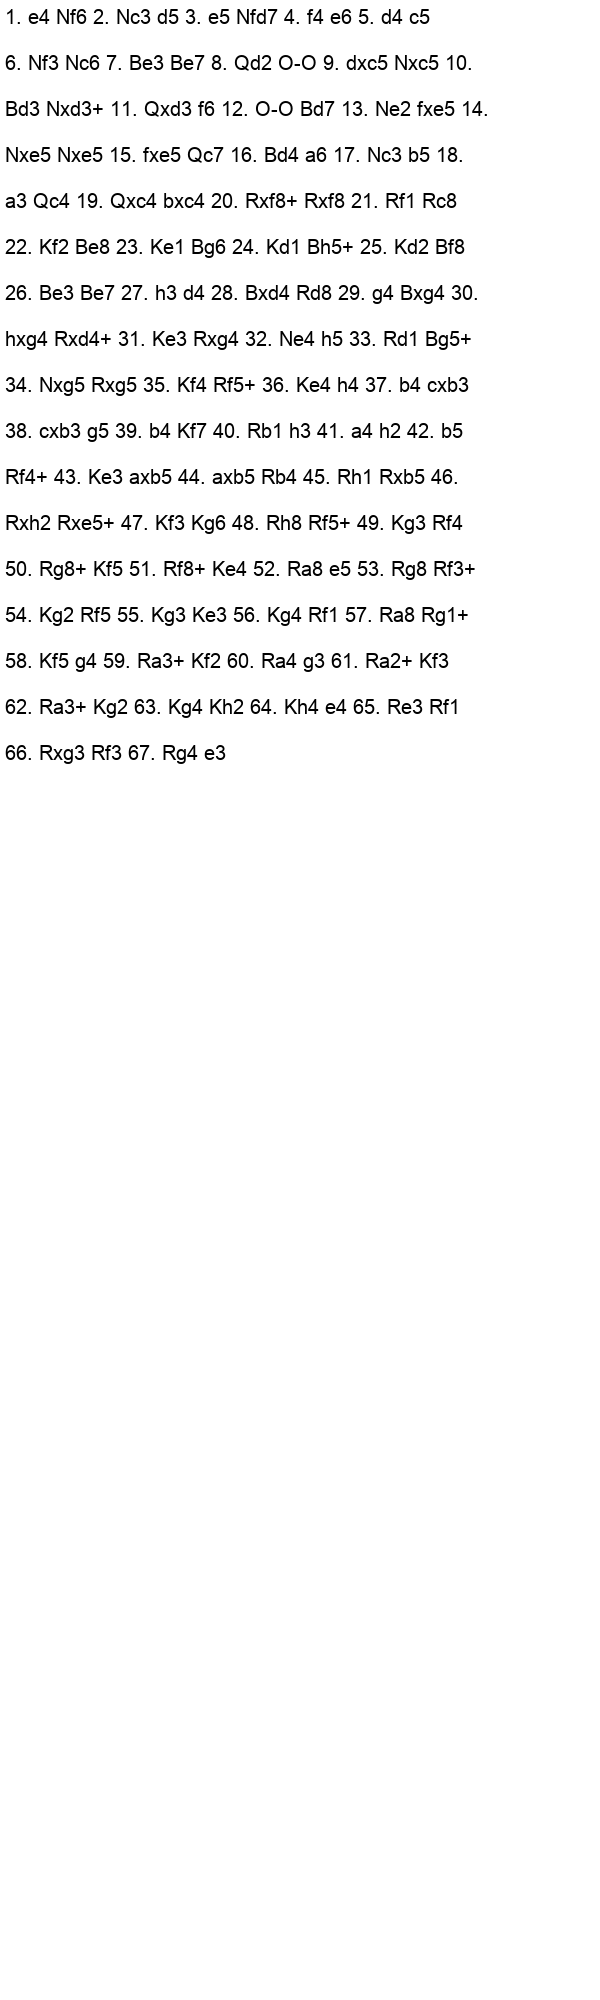 1. e4 Nf6 2. Nc3 d5 3. e5 Nfd7 4. f4 e6 5. d4 c5
6. Nf3 Nc6 7. Be3 Be7 8. Qd2 O-O 9. dxc5 Nxc5 10.
Bd3 Nxd3+ 11. Qxd3 f6 12. O-O Bd7 13. Ne2 fxe5 14.
Nxe5 Nxe5 15. fxe5 Qc7 16. Bd4 a6 17. Nc3 b5 18.
a3 Qc4 19. Qxc4 bxc4 20. Rxf8+ Rxf8 21. Rf1 Rc8
22. Kf2 Be8 23. Ke1 Bg6 24. Kd1 Bh5+ 25. Kd2 Bf8
26. Be3 Be7 27. h3 d4 28. Bxd4 Rd8 29. g4 Bxg4 30.
hxg4 Rxd4+ 31. Ke3 Rxg4 32. Ne4 h5 33. Rd1 Bg5+
34. Nxg5 Rxg5 35. Kf4 Rf5+ 36. Ke4 h4 37. b4 cxb3
38. cxb3 g5 39. b4 Kf7 40. Rb1 h3 41. a4 h2 42. b5
Rf4+ 43. Ke3 axb5 44. axb5 Rb4 45. Rh1 Rxb5 46.
Rxh2 Rxe5+ 47. Kf3 Kg6 48. Rh8 Rf5+ 49. Kg3 Rf4
50. Rg8+ Kf5 51. Rf8+ Ke4 52. Ra8 e5 53. Rg8 Rf3+
54. Kg2 Rf5 55. Kg3 Ke3 56. Kg4 Rf1 57. Ra8 Rg1+
58. Kf5 g4 59. Ra3+ Kf2 60. Ra4 g3 61. Ra2+ Kf3
62. Ra3+ Kg2 63. Kg4 Kh2 64. Kh4 e4 65. Re3 Rf1
66. Rxg3 Rf3 67. Rg4 e3